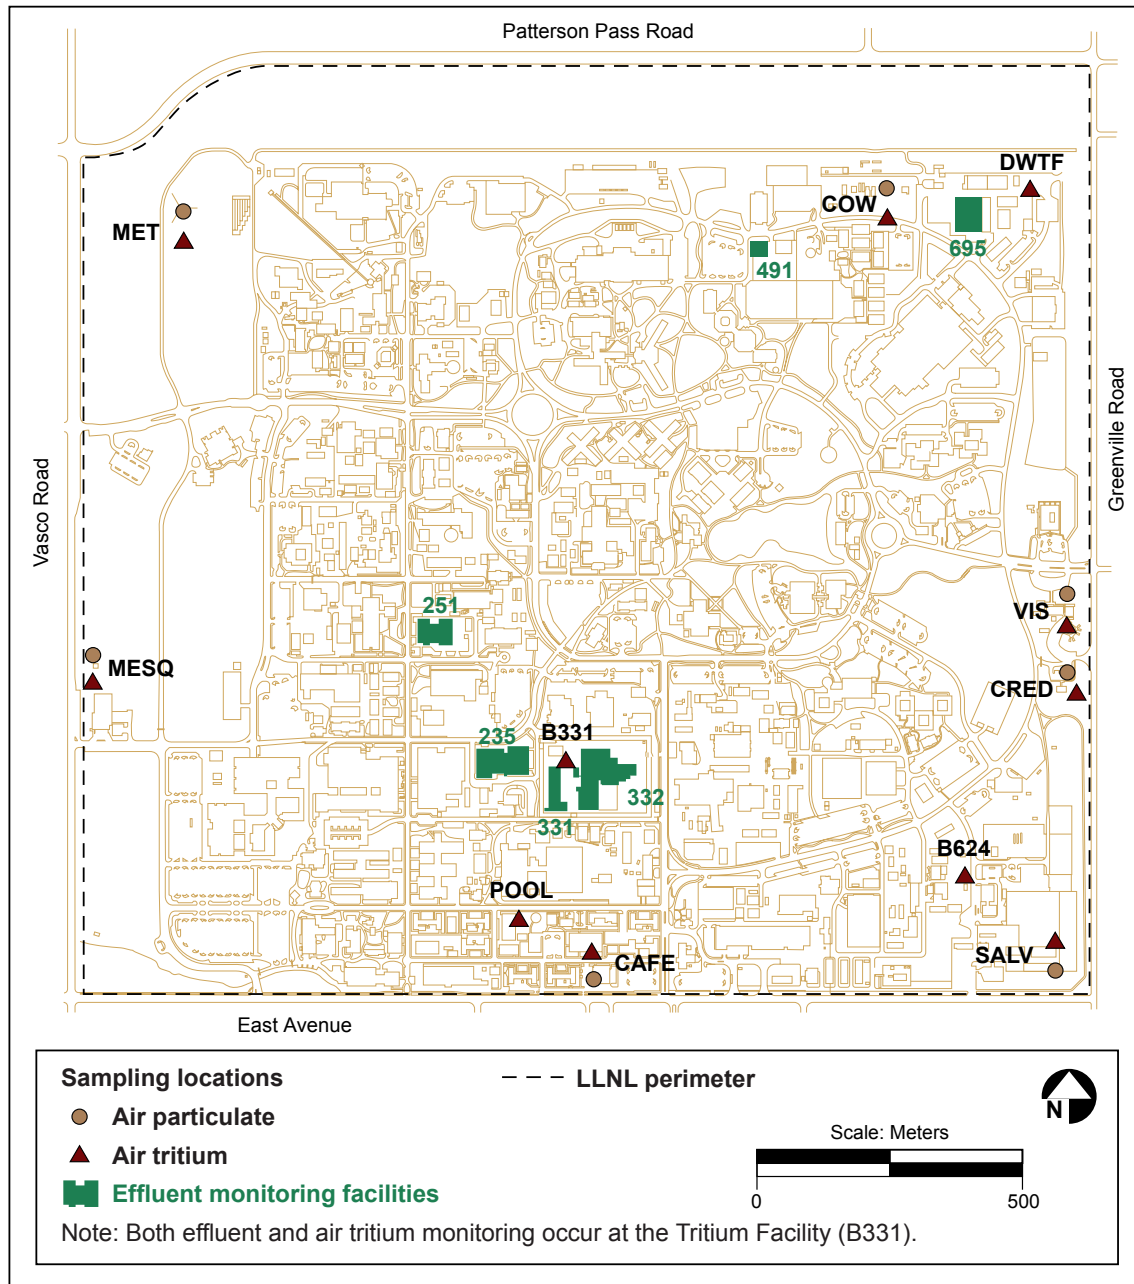 Patterson Pass Road
DWTF
COW
MET
695
491
Vasco Road
Greenville Road
251
VIS
MESQ
CRED
235
B331
332
331
B624
POOL
CAFE
SALV
East Avenue
Sampling locations
LLNL perimeter
Air particulate
N
Air tritium
Scale: Meters
Effluent monitoring facilities
0
500
Note: Both effluent and air tritium monitoring occur at the Tritium Facility (B331).